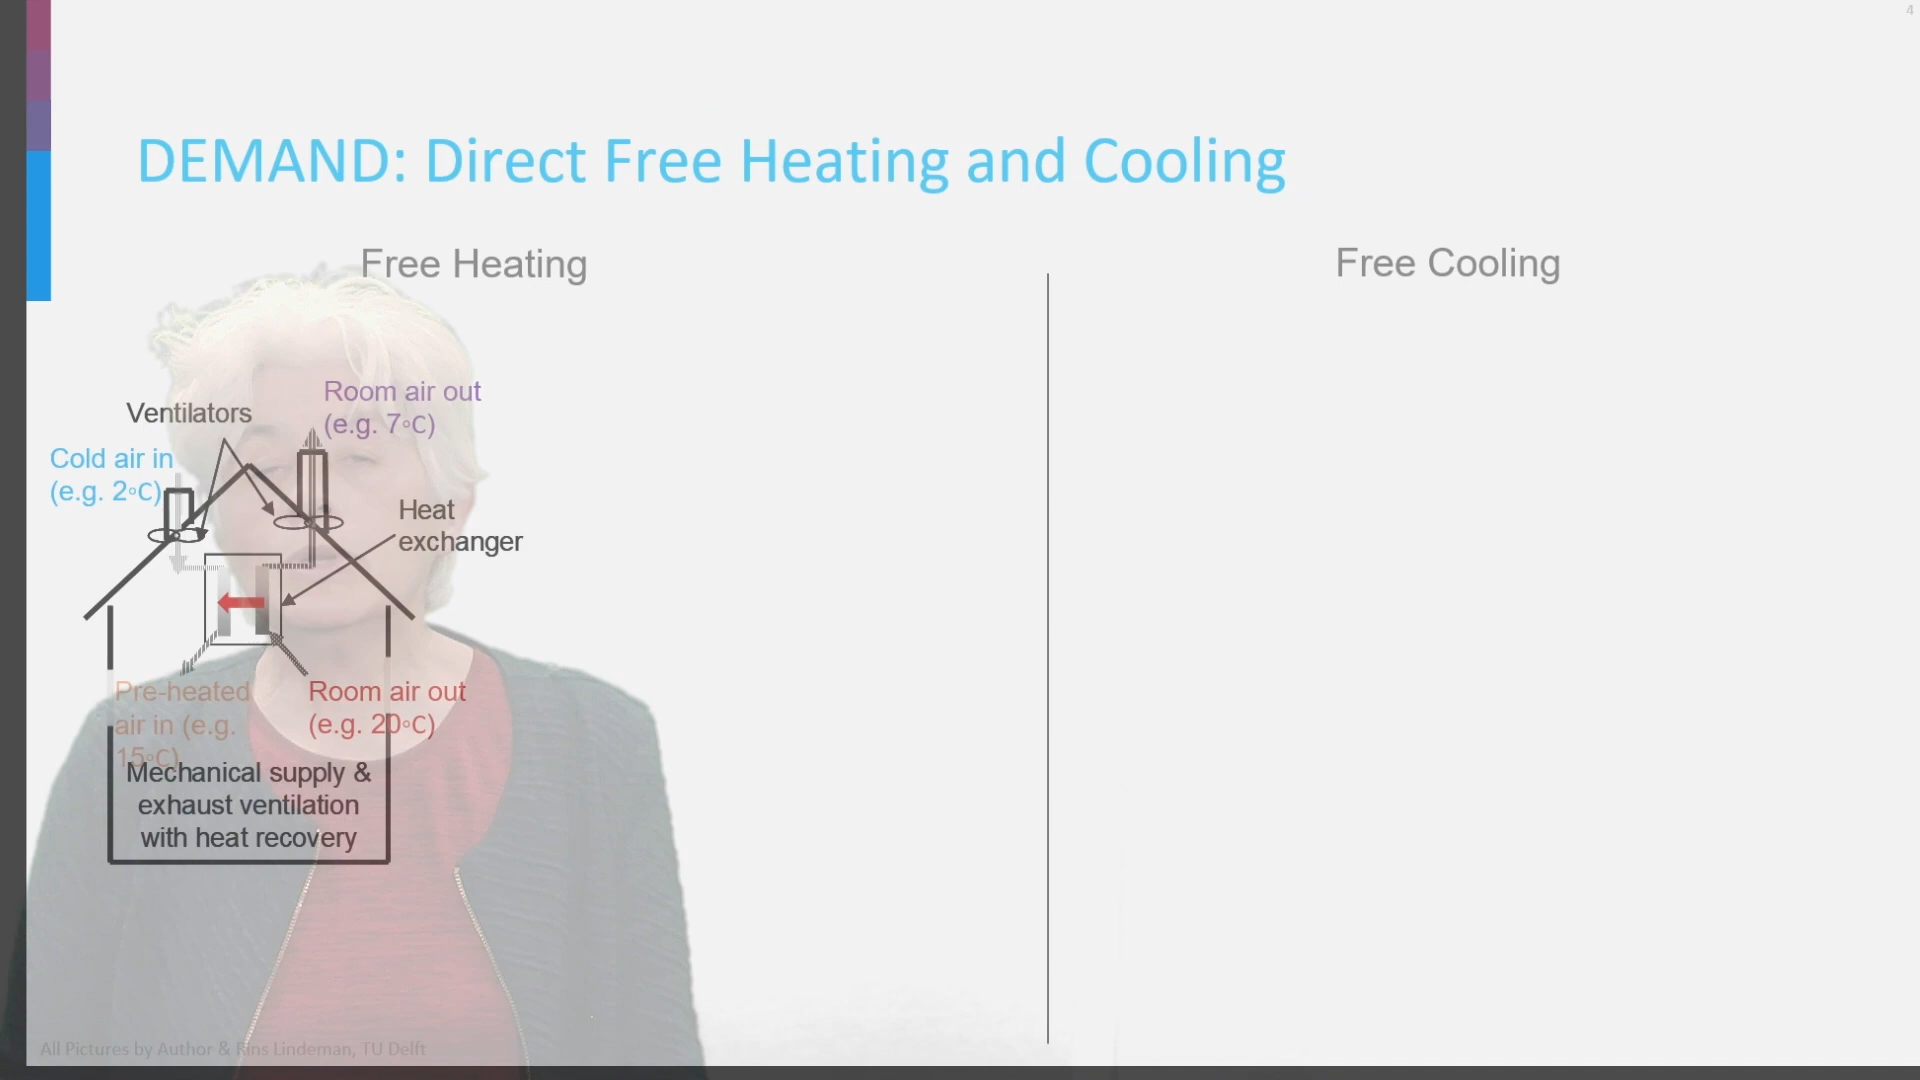 4
DEMAND: Direct Free Heating and Cooling
Free Heating
Free Cooling
Room air out
(e.g. 7°C)
Ventilators
Cold air in
(e.g. 2°C)
Heat
exchanger
Pre-heated
air in (e.g.
15°C)
Room air out
(e.g. 20°C)
Mechanical supply &
exhaust ventilation
with heat recovery
All Pictures by Author & Rins Lindeman, TU Delft